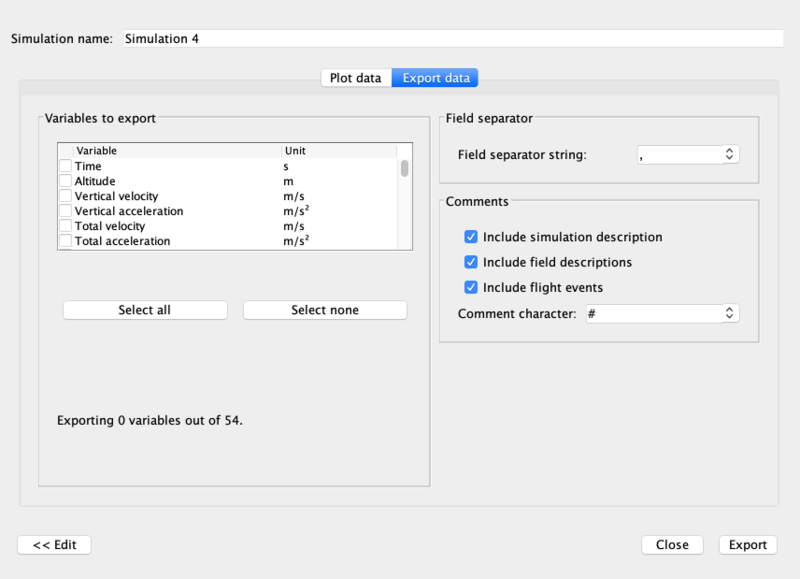 Simulation name: Simulation 4
Plot data Export data
Variables to export
Variable Unit
Time s
Altitude m
Vertical velocity m/s
Vertical acceleration m/s²
Total velocity m/s
Total acceleration m/s²
Select all Select none
Exporting 0 variables out of 54.
Field separator
Field separator string: ,
Comments
Include simulation description
Include field descriptions
Include flight events
Comment character: #
<< Edit Close Export